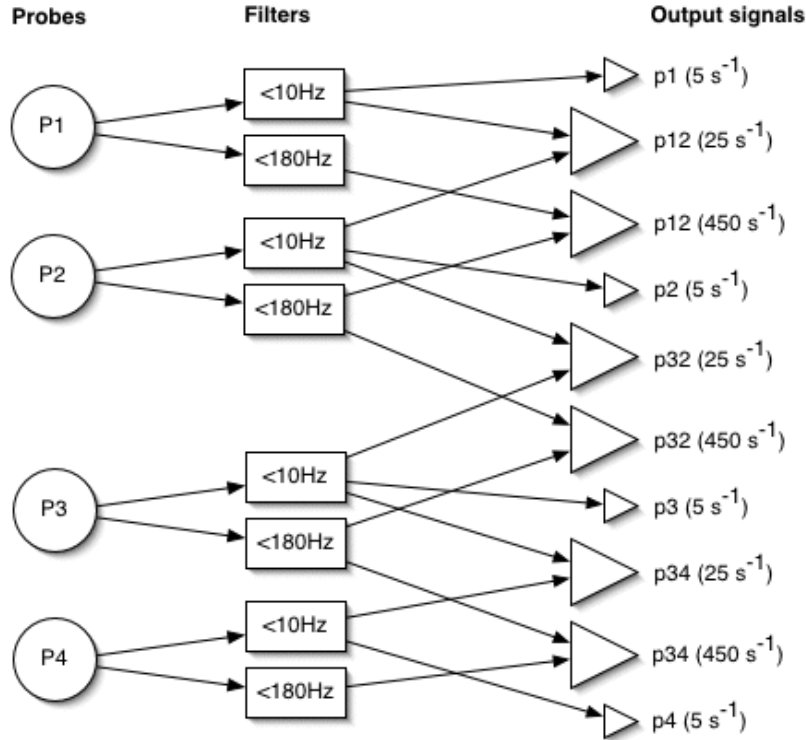 Probes
Filters
Output signals
P1
<10Hz
<180Hz
P2
<10Hz
<180Hz
P3
<10Hz
<180Hz
P4
<10Hz
<180Hz
p1 (5 s⁻¹)
p12 (25 s⁻¹)
p12 (450 s⁻¹)
p2 (5 s⁻¹)
p32 (25 s⁻¹)
p32 (450 s⁻¹)
p3 (5 s⁻¹)
p34 (25 s⁻¹)
p34 (450 s⁻¹)
p4 (5 s⁻¹)